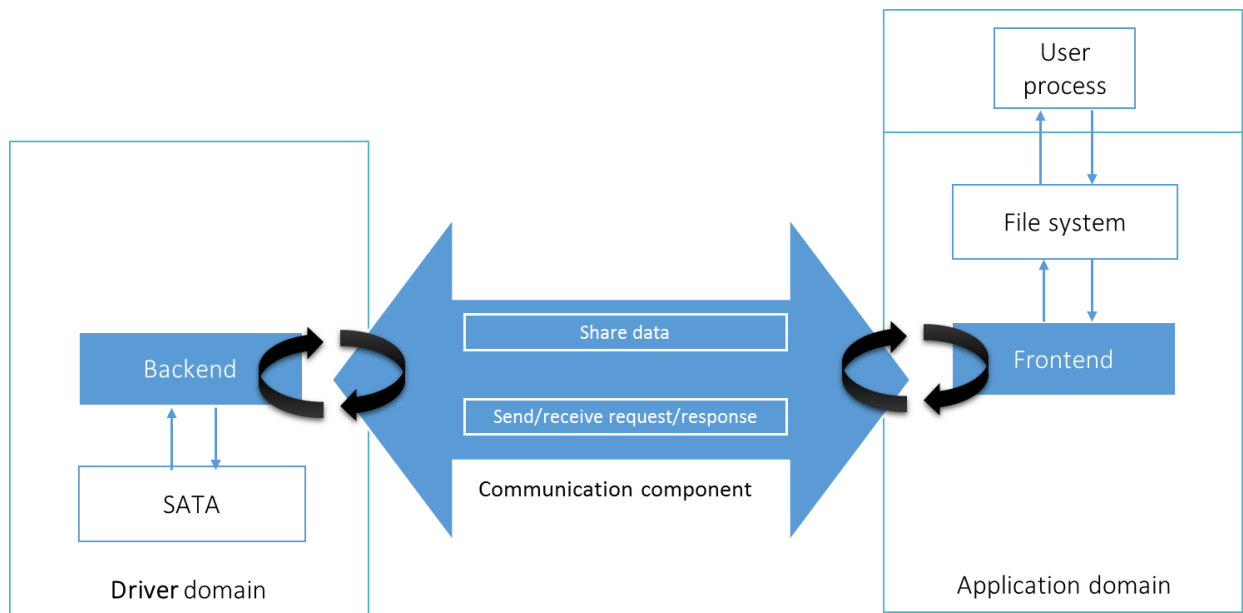 User
process
File system
Share data
Backend
Frontend
Send/receive request/response
Communication component
SATA
Driver domain
Application domain